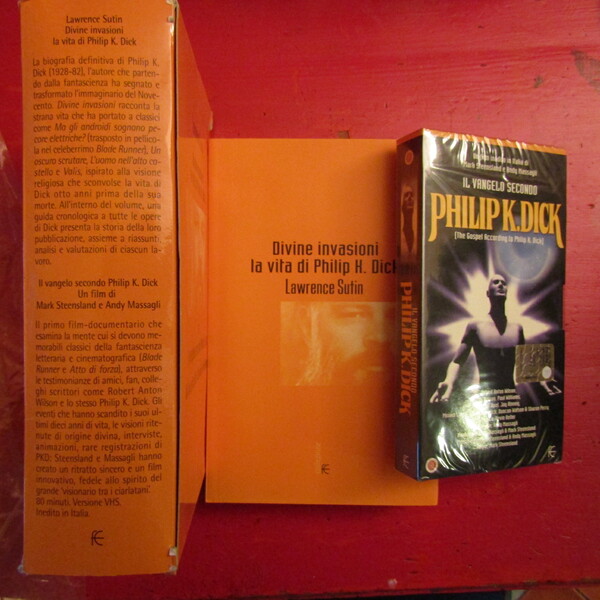 Lawrence Sutin
Divine invasioni
la vita di Philip K. Dick
La biografia definitiva di Philip K.
Dick (1928-82), l'autore che parten-
do dalla fantascienza ha segnato e
trasformato l'immaginario del Nove-
cento. Divine invasioni racconta la
strana vita che ha portato a classici
come Ma gli androidi sognano pe-
core elettriche? (trasposto in pellico-
la nel celeberrimo Blade Runner), Un
oscuro scrutare, L'uomo nell'alto ca-
stello e Valis, ispirato alla visione
religiosa che sconvolse la vita di
Dick otto anni prima della sua
morte. All'interno del volume, una
guida cronologica a tutte le opere
di Dick presenta la storia della loro
pubblicazione, assieme a riassunti,
analisi e valutazioni di ciascun la-
voro.
Il vangelo secondo Philip K. Dick
Un film di
Mark Steensland e Andy Massagli
Il primo film-documentario che
esamina la mente cui si devono me-
morabili classici della fantascienza
letteraria e cinematografica (Blade
Runner e Atto di forza), attraverso
le testimonianze di amici, fan, colle-
ghi scrittori come Robert Anton
Wilson e lo stesso Philip K. Dick. Gli
eventi che hanno scandito i suoi ul-
timi dieci anni di vita, le visioni rite-
nute di origine divina, interviste,
animazioni, rare registrazioni di
PKD: Steensland e Massagli hanno
creato un ritratto sincero e un film
innovativo, fedele allo spirito del
grande 'visionario tra i ciarlatani'.
80 minuti. Versione VHS.
Inedito in Italia.
Divine invasioni
la vita di Philip K. Dick
Lawrence Sutin
IL VANGELO SECONDO
PHILIP K. DICK
Mark Steensland e Andy Massagli
IL VANGELO SECONDO
PHILIP K. DICK
(The Gospel According to Philip K. Dick)